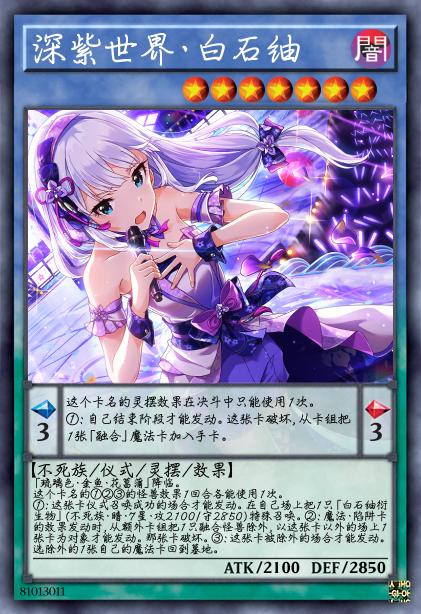 深紫世界·白石䌷
闇
这个卡名的灵摆效果在决斗中只能使用1次。
①:自己结束阶段才能发动。这张卡破坏,从卡组把
1张「融合」魔法卡加入手卡。
3
3
【不死族/仪式/灵摆/效果】
「琉璃色·金鱼·花菖蒲」降临。
这个卡名的①②③的怪兽效果1回合各能使用1次。
①:这张卡仪式召唤成功的场合才能发动。在自己场上把1只「白石䌷衍
生物」(不死族·暗·7星·攻2100/守2850)特殊召唤。②:魔法·陷阱卡
的效果发动时,从额外卡组把1只融合怪兽除外,以这张卡以外的场上1
张卡为对象才能发动。那张卡破坏。③:这张卡被除外的场合才能发动。
选除外的1张自己的魔法卡回到墓地。
ATK/2100 DEF/2850
81013011